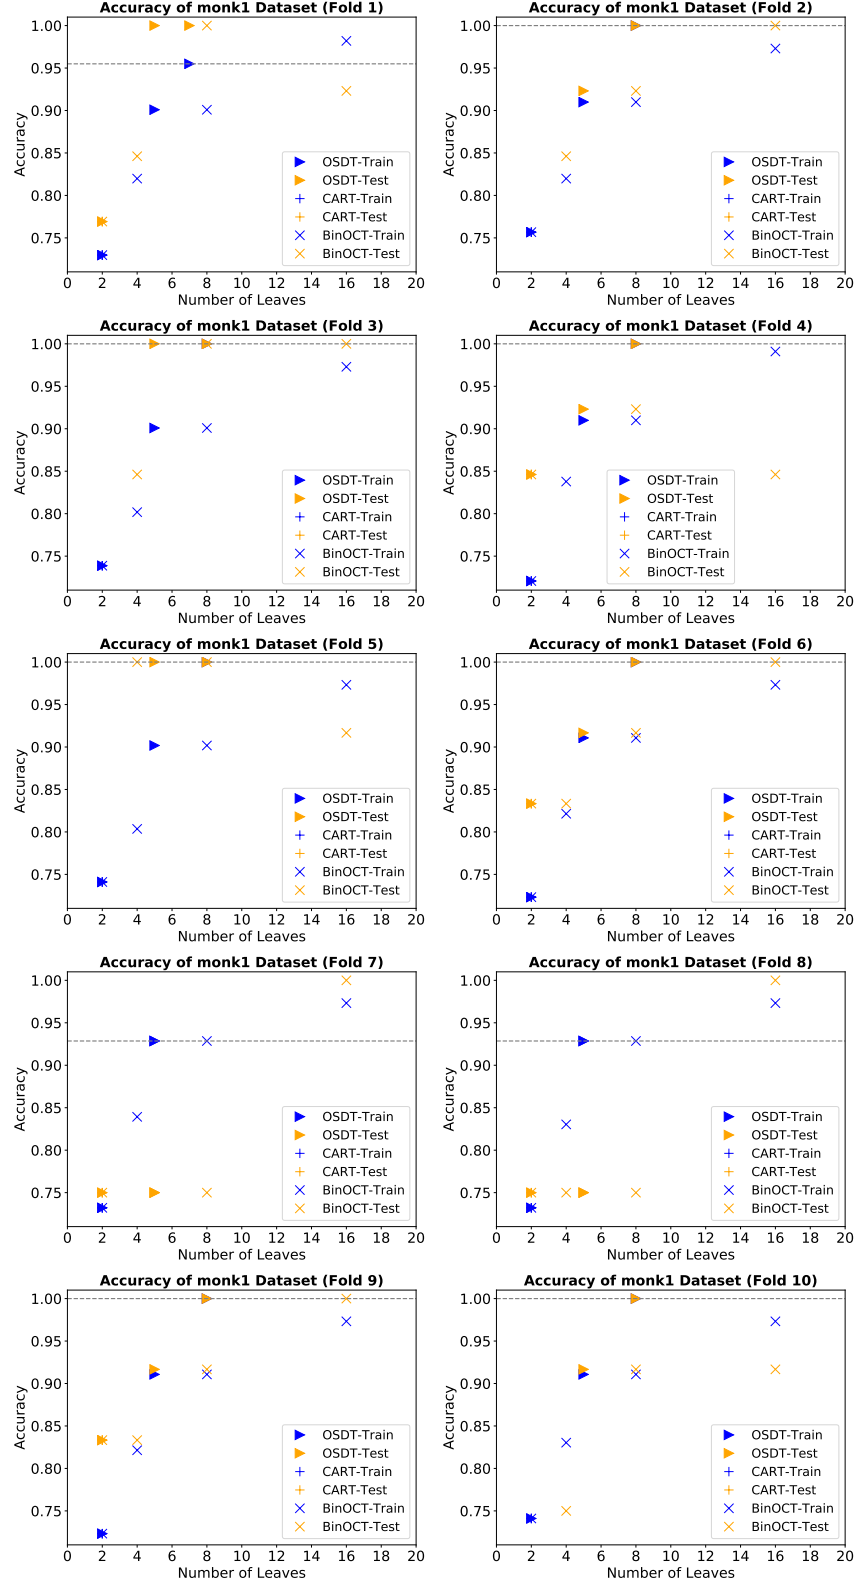 Accuracy of monk1 Dataset (Fold 1)
1.00
0.95
0.90
0.85
0.80
0.75
Accuracy
OSDT-Train
OSDT-Test
CART-Train
CART-Test
BinOCT-Train
BinOCT-Test
0 2 4 6 8 10 12 14 16 18 20
Number of Leaves
Accuracy of monk1 Dataset (Fold 2)
1.00
0.95
0.90
0.85
0.80
0.75
Accuracy
OSDT-Train
OSDT-Test
CART-Train
CART-Test
BinOCT-Train
BinOCT-Test
0 2 4 6 8 10 12 14 16 18 20
Number of Leaves
Accuracy of monk1 Dataset (Fold 3)
1.00
0.95
0.90
0.85
0.80
0.75
Accuracy
OSDT-Train
OSDT-Test
CART-Train
CART-Test
BinOCT-Train
BinOCT-Test
0 2 4 6 8 10 12 14 16 18 20
Number of Leaves
Accuracy of monk1 Dataset (Fold 4)
1.00
0.95
0.90
0.85
0.80
0.75
Accuracy
OSDT-Train
OSDT-Test
CART-Train
CART-Test
BinOCT-Train
BinOCT-Test
0 2 4 6 8 10 12 14 16 18 20
Number of Leaves
Accuracy of monk1 Dataset (Fold 5)
1.00
0.95
0.90
0.85
0.80
0.75
Accuracy
OSDT-Train
OSDT-Test
CART-Train
CART-Test
BinOCT-Train
BinOCT-Test
0 2 4 6 8 10 12 14 16 18 20
Number of Leaves
Accuracy of monk1 Dataset (Fold 6)
1.00
0.95
0.90
0.85
0.80
0.75
Accuracy
OSDT-Train
OSDT-Test
CART-Train
CART-Test
BinOCT-Train
BinOCT-Test
0 2 4 6 8 10 12 14 16 18 20
Number of Leaves
Accuracy of monk1 Dataset (Fold 7)
1.00
0.95
0.90
0.85
0.80
0.75
Accuracy
OSDT-Train
OSDT-Test
CART-Train
CART-Test
BinOCT-Train
BinOCT-Test
0 2 4 6 8 10 12 14 16 18 20
Number of Leaves
Accuracy of monk1 Dataset (Fold 8)
1.00
0.95
0.90
0.85
0.80
0.75
Accuracy
OSDT-Train
OSDT-Test
CART-Train
CART-Test
BinOCT-Train
BinOCT-Test
0 2 4 6 8 10 12 14 16 18 20
Number of Leaves
Accuracy of monk1 Dataset (Fold 9)
1.00
0.95
0.90
0.85
0.80
0.75
Accuracy
OSDT-Train
OSDT-Test
CART-Train
CART-Test
BinOCT-Train
BinOCT-Test
0 2 4 6 8 10 12 14 16 18 20
Number of Leaves
Accuracy of monk1 Dataset (Fold 10)
1.00
0.95
0.90
0.85
0.80
0.75
Accuracy
OSDT-Train
OSDT-Test
CART-Train
CART-Test
BinOCT-Train
BinOCT-Test
0 2 4 6 8 10 12 14 16 18 20
Number of Leaves